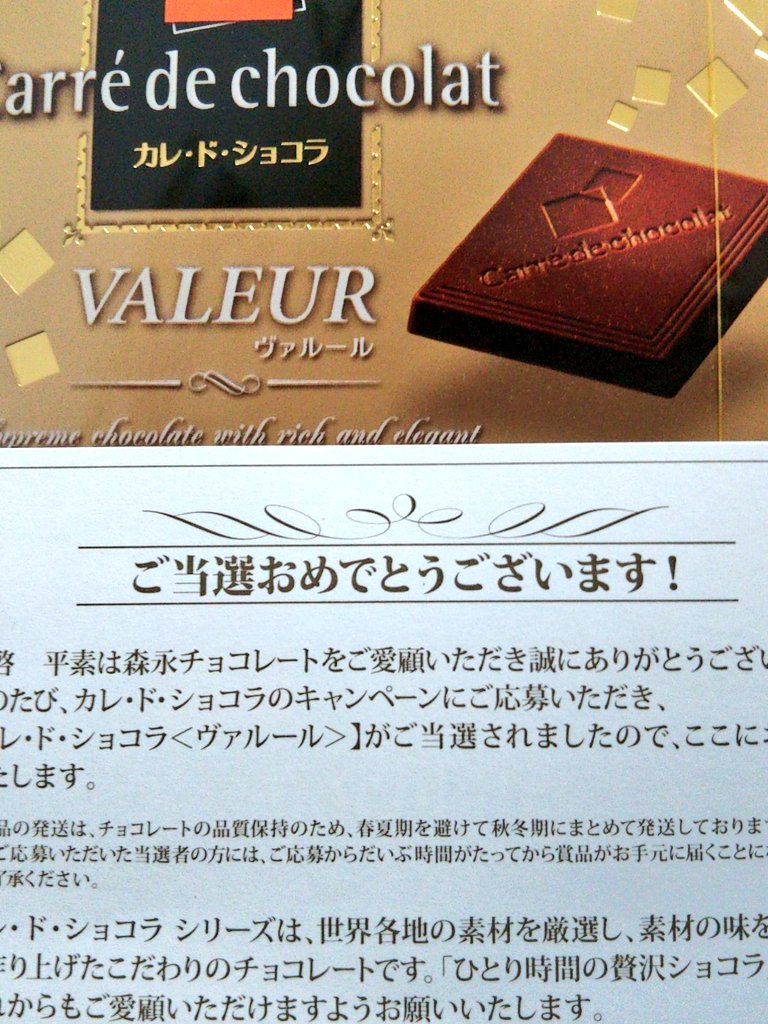 Carré de chocolat
カレ・ド・ショコラ
Carré de chocolat
VALEUR
ヴァルール
Supreme chocolate with rich and elegant
ご当選おめでとうございます!
啓 平素は森永チョコレートをご愛顧いただき誠にありがとうござい
のたび、カレ・ド・ショコラのキャンペーンにご応募いただき、
レ・ド・ショコラ<ヴァルール>】がご当選されましたので、ここに
たします。
品の発送は、チョコレートの品質保持のため、春夏期を避けて秋冬期にまとめて発送しておりま
ご応募いただいた当選者の方には、ご応募からだいぶ時間がたってから賞品がお手元に届くことに
了承ください。
レ・ド・ショコラ シリーズは、世界各地の素材を厳選し、素材の味を
作り上げたこだわりのチョコレートです。「ひとり時間の贅沢ショコラ
れからもご愛顧いただけますようお願いいたします。